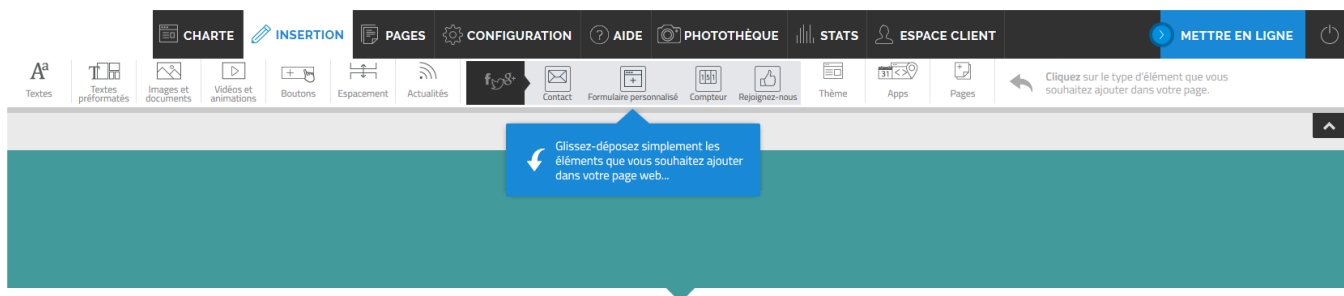 CHARTE
INSERTION
PAGES
CONFIGURATION
AIDE
PHOTOTHÈQUE
STATS
ESPACE CLIENT
METTRE EN LIGNE
Textes
Textes
préformatés
Images et
documents
Vidéos et
animations
Boutons
Espacement
Actualités
Contact
Formulaire personnalisé
Compteur
Rejoignez-nous
Thème
Apps
Pages
Cliquez sur le type d'élément que vous
souhaitez ajouter dans votre page.
Glissez-déposez simplement les
éléments que vous souhaitez ajouter
dans votre page web...